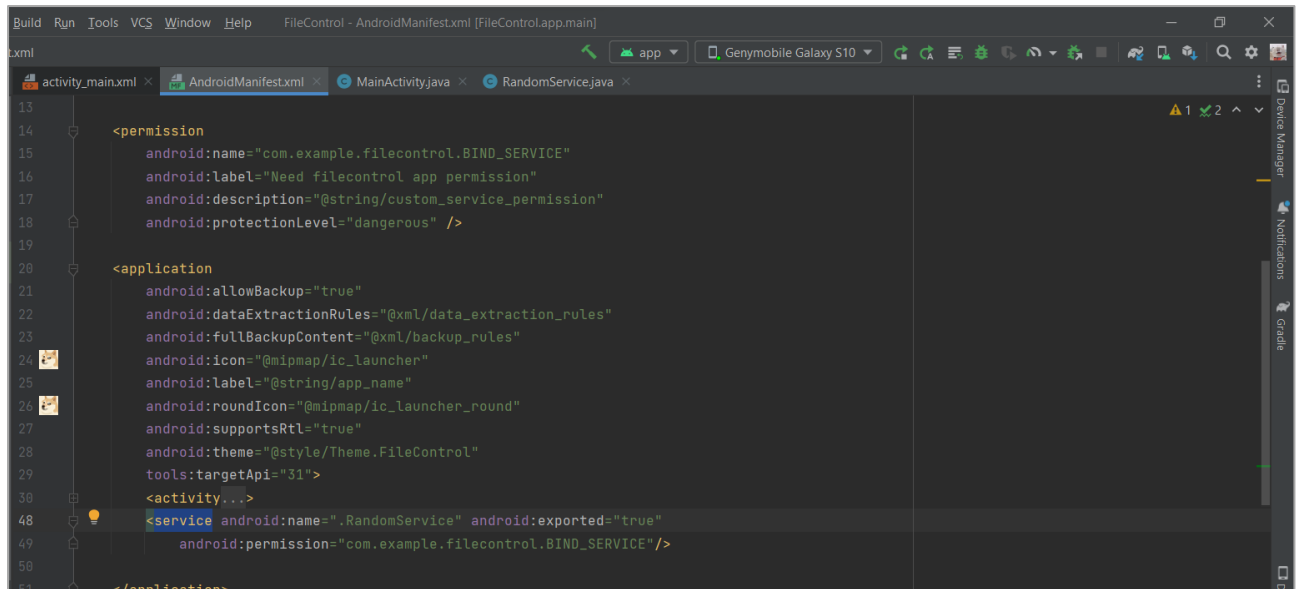 Build Run Tools VCS Window Help FileControl - AndroidManifest.xml [FileControl.app.main]
t.xml app Genymobile Galaxy S10
activity_main.xml AndroidManifest.xml MainActivity.java RandomService.java
1 2
13
14 <permission
15 android:name="com.example.filecontrol.BIND_SERVICE"
16 android:label="Need filecontrol app permission"
17 android:description="@string/custom_service_permission"
18 android:protectionLevel="dangerous" />
19
20 <application
21 android:allowBackup="true"
22 android:dataExtractionRules="@xml/data_extraction_rules"
23 android:fullBackupContent="@xml/backup_rules"
24 android:icon="@mipmap/ic_launcher"
25 android:label="@string/app_name"
26 android:roundIcon="@mipmap/ic_launcher_round"
27 android:supportsRtl="true"
28 android:theme="@style/Theme.FileControl"
29 tools:targetApi="31">
30 <activity...>
48 <service android:name=".RandomService" android:exported="true"
49 android:permission="com.example.filecontrol.BIND_SERVICE"/>
50
51 </application>
Device Manager
Notifications
Gradle